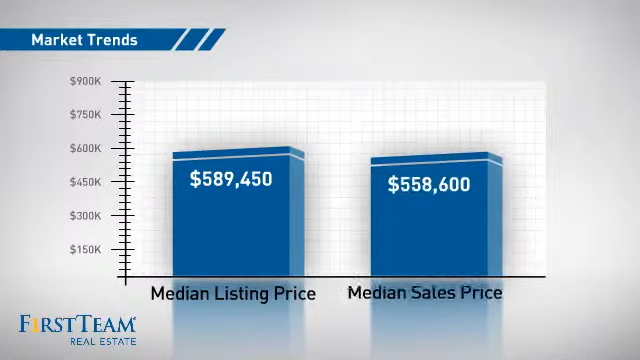 Market Trends
$900K
$750K
$600K
$450K
$300K
$150K
$589,450
$558,600
Median Listing Price
Median Sales Price
FIRSTTEAM®
REAL ESTATE